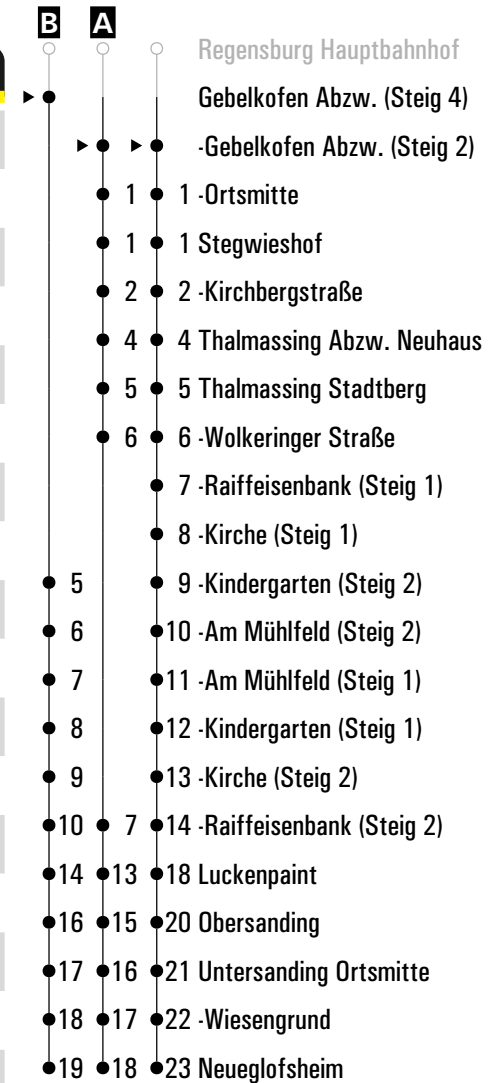 B A
Regensburg Hauptbahnhof
Gebelkofen Abzw. (Steig 4)
-Gebelkofen Abzw. (Steig 2)
1 1 -Ortsmitte
1 1 Stegwieshof
2 2 -Kirchbergstraße
4 4 Thalmassing Abzw. Neuhaus
5 5 Thalmassing Stadtberg
6 6 -Wolkeringer Straße
7 -Raiffeisenbank (Steig 1)
8 -Kirche (Steig 1)
5 9 -Kindergarten (Steig 2)
6 10 -Am Mühlfeld (Steig 2)
7 11 -Am Mühlfeld (Steig 1)
8 12 -Kindergarten (Steig 1)
9 13 -Kirche (Steig 2)
10 7 14 -Raiffeisenbank (Steig 2)
14 13 18 Luckenpaint
16 15 20 Obersanding
17 16 21 Untersanding Ortsmitte
18 17 22 -Wiesengrund
19 18 23 Neueglofsheim